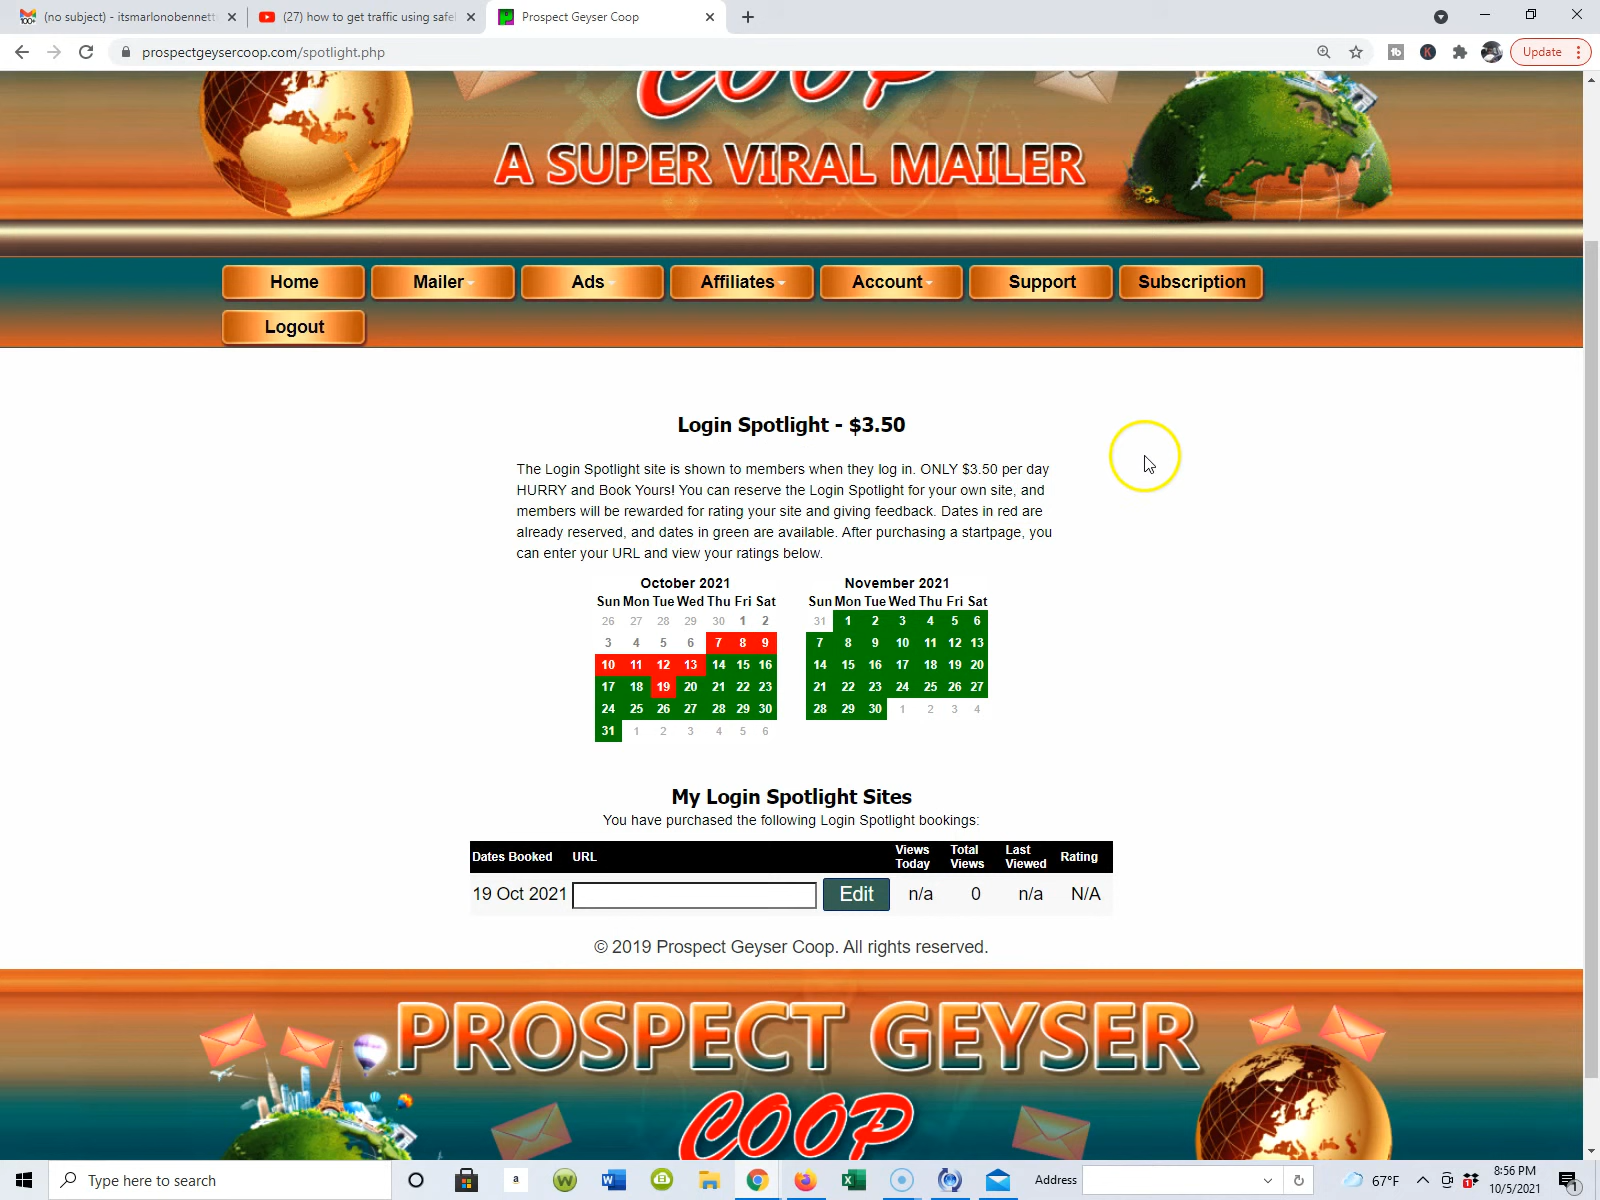 (no subject) - itsmarlonobennett
(27) how to get traffic using safel
Prospect Geyser Coop
prospectgeysercoop.com/spotlight.php
Update
COOP
A SUPER VIRAL MAILER
Home
Mailer
Ads
Affiliates
Account
Support
Subscription
Logout
Login Spotlight - $3.50
The Login Spotlight site is shown to members when they log in. ONLY $3.50 per day
HURRY and Book Yours! You can reserve the Login Spotlight for your own site, and
members will be rewarded for rating your site and giving feedback. Dates in red are
already reserved, and dates in green are available. After purchasing a startpage, you
can enter your URL and view your ratings below.
October 2021
Sun Mon Tue Wed Thu Fri Sat
26 27 28 29 30 1 2
3 4 5 6 7 8 9
10 11 12 13 14 15 16
17 18 19 20 21 22 23
24 25 26 27 28 29 30
31 1 2 3 4 5 6
November 2021
Sun Mon Tue Wed Thu Fri Sat
31 1 2 3 4 5 6
7 8 9 10 11 12 13
14 15 16 17 18 19 20
21 22 23 24 25 26 27
28 29 30 1 2 3 4
My Login Spotlight Sites
You have purchased the following Login Spotlight bookings:
Dates Booked URL Views Today Total Views Last Viewed Rating
19 Oct 2021 Edit n/a 0 n/a N/A
© 2019 Prospect Geyser Coop. All rights reserved.
PROSPECT GEYSER
COOP
Type here to search
Address
67°F
8:56 PM
10/5/2021